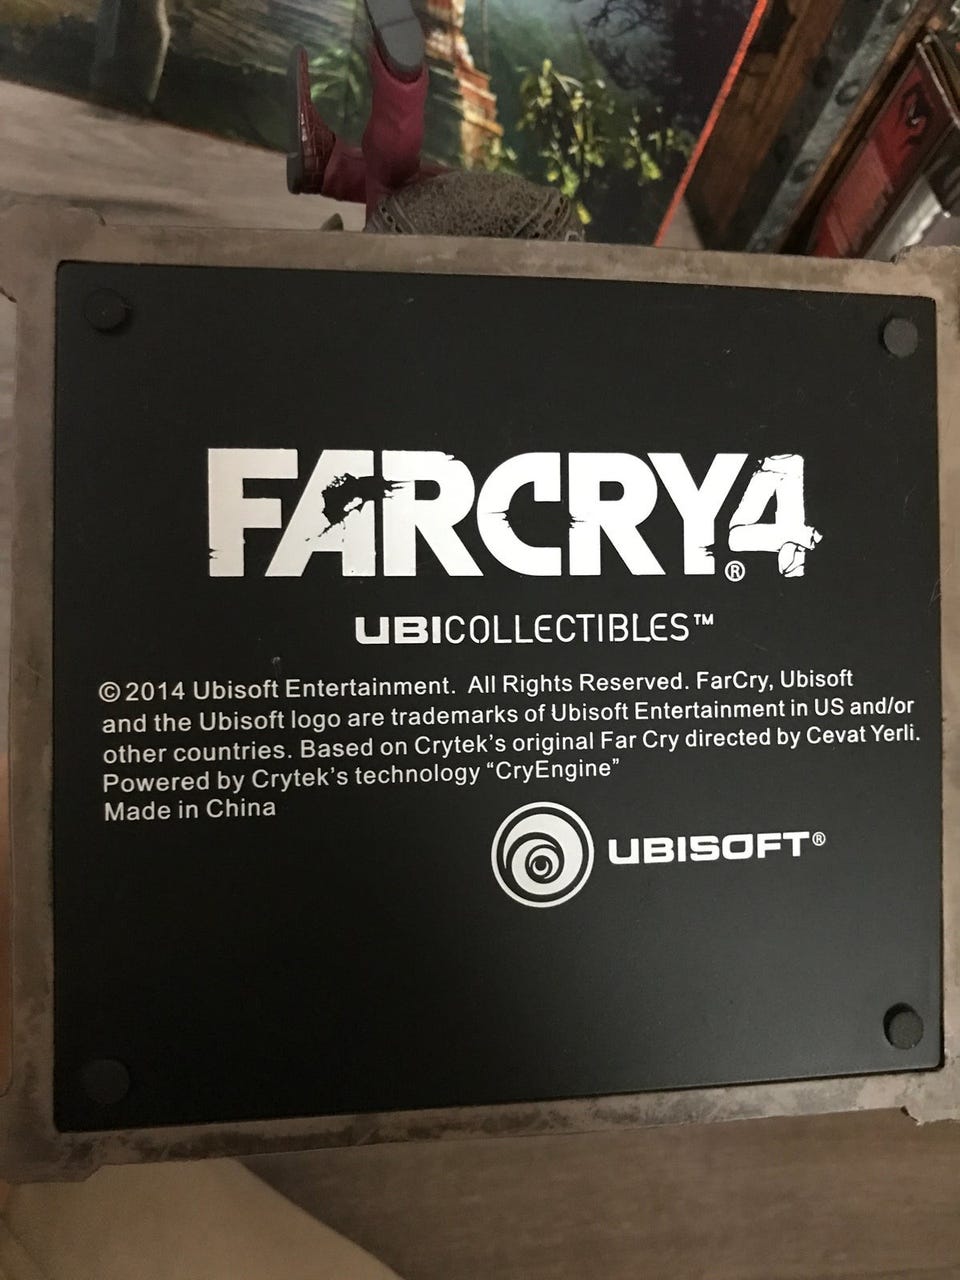 FARCRY4®
UBICOLLECTIBLES™
© 2014 Ubisoft Entertainment. All Rights Reserved. FarCry, Ubisoft
and the Ubisoft logo are trademarks of Ubisoft Entertainment in US and/or
other countries. Based on Crytek's original Far Cry directed by Cevat Yerli.
Powered by Crytek's technology “CryEngine”
Made in China
UBISOFT®